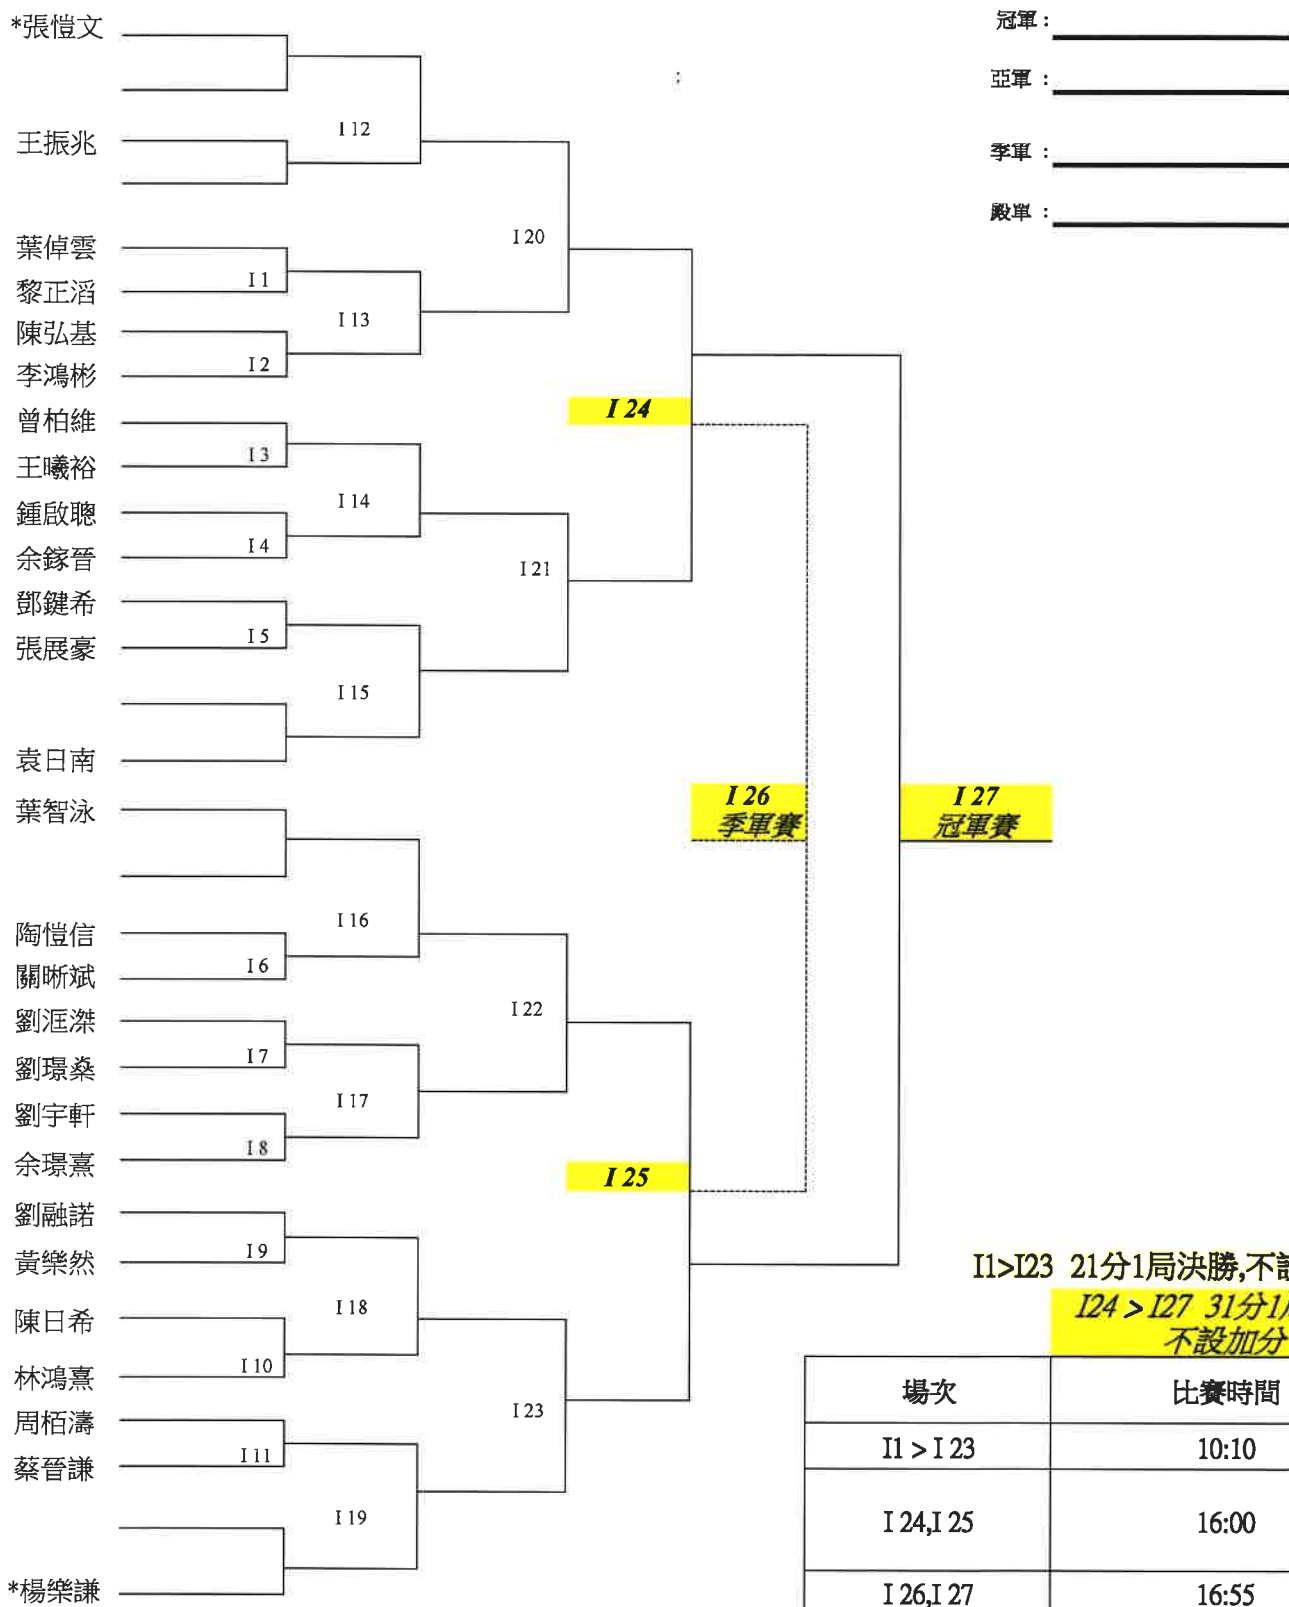 *張愷文
王振兆
葉倬雲
黎正滔
陳弘基
李鴻彬
曾柏維
王曦裕
鍾啟聰
余鎵晉
鄧鍵希
張展豪
袁日南
葉智泳
陶愷信
關晰斌
劉洭滐
劉璟燊
劉宇軒
余璟熹
劉融諾
黃樂然
陳日希
林鴻熹
周栢濤
蔡晉謙
*楊樂謙
I 1
I 2
I 3
I 4
I 5
I 6
I 7
I 8
I 9
I 10
I 11
I 12
I 13
I 14
I 15
I 16
I 17
I 18
I 19
I 20
I 21
I 22
I 23
I 24
I 25
I 26
季軍賽
I 27
冠軍賽
冠軍：
亞軍：
季軍：
殿軍：
I1>I23 21分1局決勝,不
I24 > I27 31分1
不設加分
場次 比賽時間
I1 > I 23 10:10
I 24,I 25 16:00
I 26,I 27 16:55